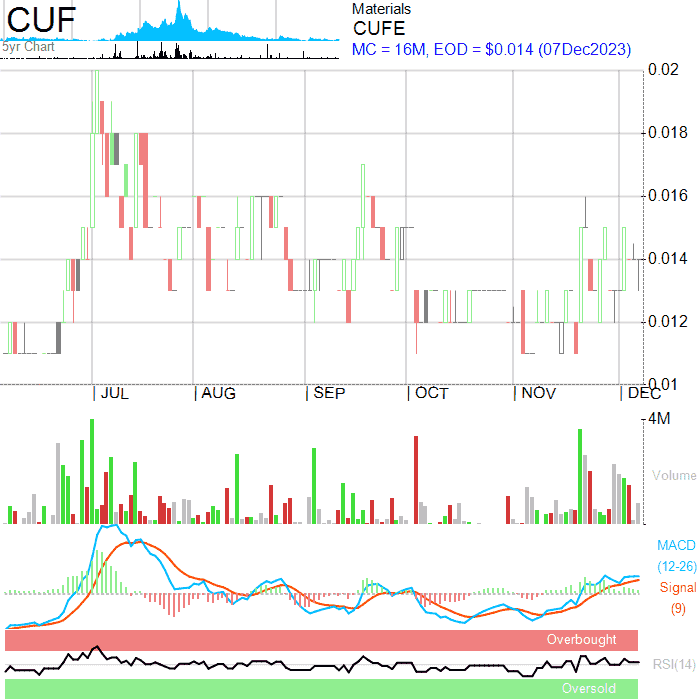 CUF
5yr Chart
Materials
CUFE
MC = 16M, EOD = $0.014 (07Dec2023)
0.02
0.018
0.016
0.014
0.012
0.01
JUL AUG SEP OCT NOV DEC
4M
Volume
MACD
(12-26)
Signal
(9)
Overbought
RSI(14)
Oversold